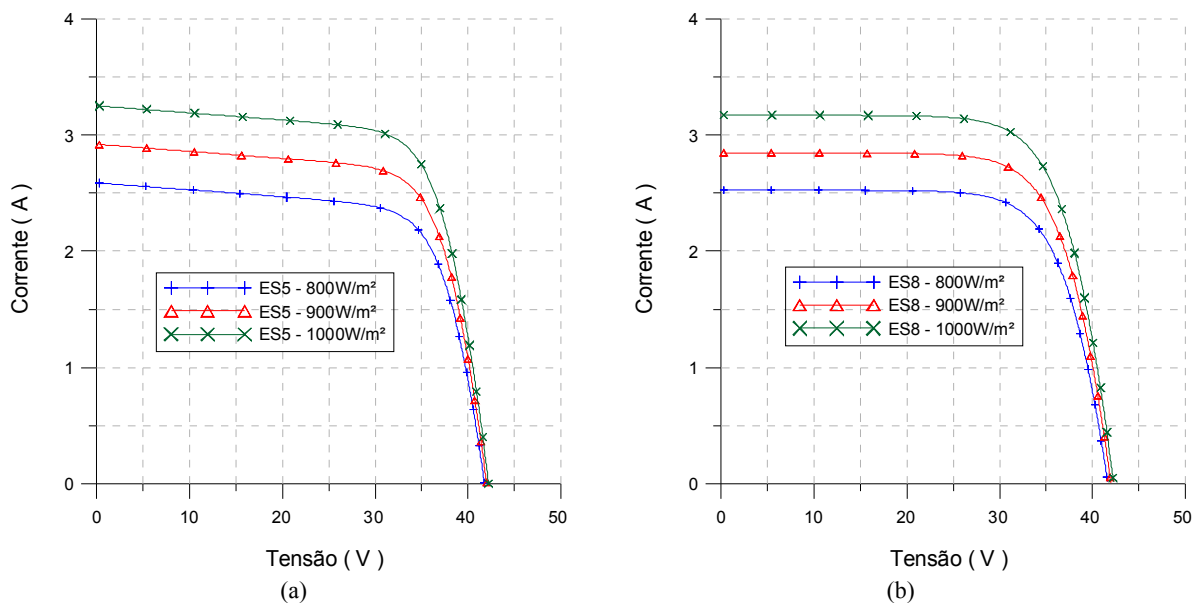 4
3
2
1
0
Corrente ( A )
ES5 - 800W/m²
ES5 - 900W/m²
ES5 - 1000W/m²
0 10 20 30 40 50
Tensão ( V )
(a)
4
3
2
1
0
Corrente ( A )
ES8 - 800W/m²
ES8 - 900W/m²
ES8 - 1000W/m²
0 10 20 30 40 50
Tensão ( V )
(b)